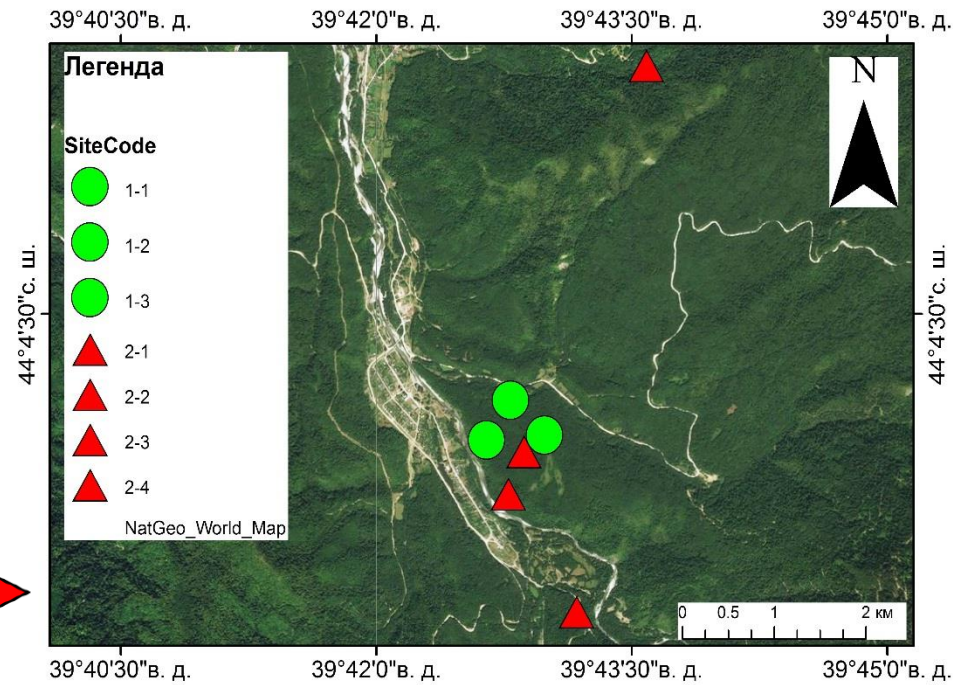 39°40'30"в. д. 39°42'0"в. д. 39°43'30"в. д. 39°45'0"в. д.
Легенда
N
SiteCode
1-1
1-2
1-3
2-1
2-2
2-3
2-4
NatGeo_World_Map
44°4'30"с. ш.
44°4'30"с. ш.
0 0.5 1 2 км
39°40'30"в. д. 39°42'0"в. д. 39°43'30"в. д. 39°45'0"в. д.